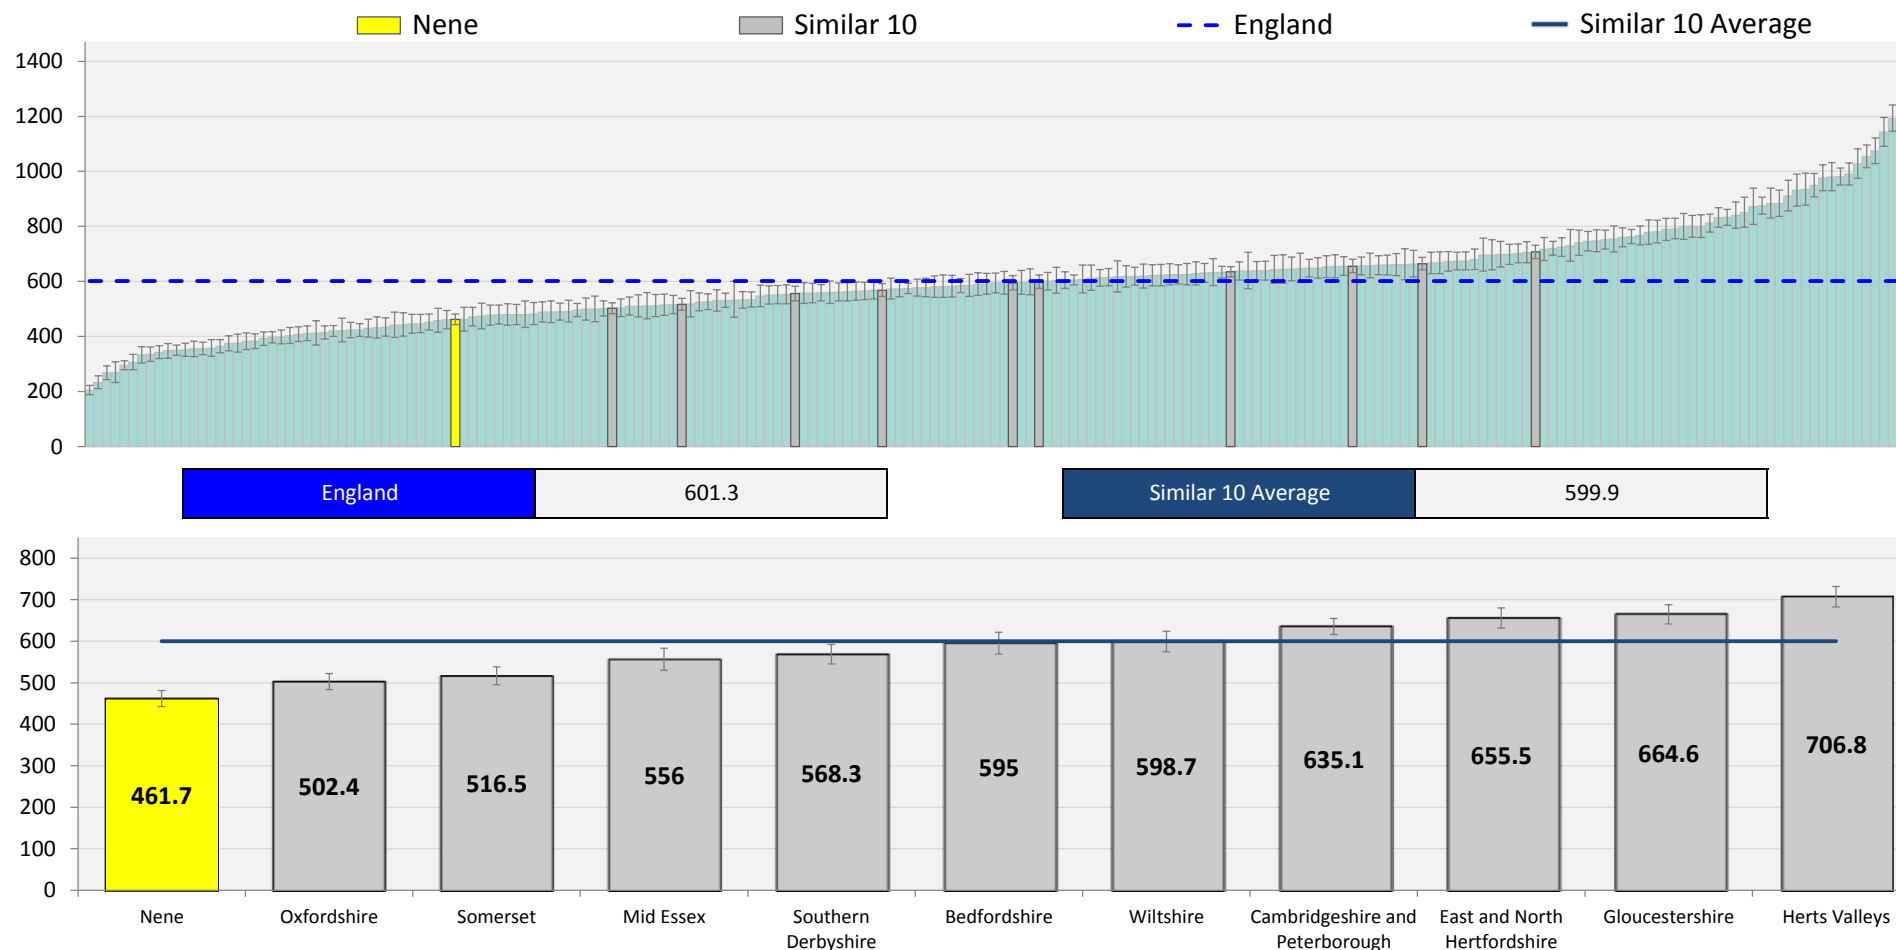 Nene
Similar 10
England
Similar 10 Average
1400
1200
1000
800
600
400
200
0
England
601.3
Similar 10 Average
599.9
800
700
600
500
400
300
200
100
0
461.7
502.4
516.5
556
568.3
595
598.7
635.1
655.5
664.6
706.8
Nene
Oxfordshire
Somerset
Mid Essex
Southern
Derbyshire
Bedfordshire
Wiltshire
Cambridgeshire and
Peterborough
East and North
Hertfordshire
Gloucestershire
Herts Valleys